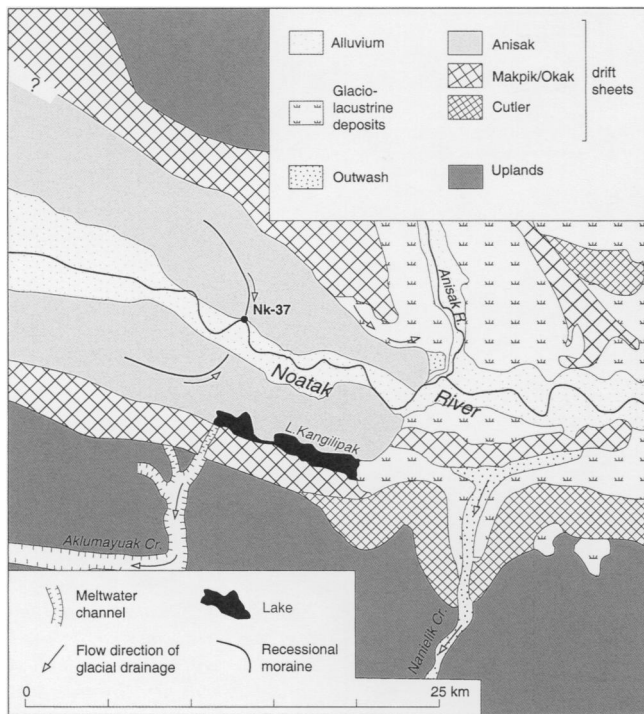 Alluvium
Glacio-
lacustrine
deposits
Outwash
Anisak
Makpik/Okak
Cutler
drift
sheets
Uplands
?
Nk-37
Anisak R.
Noatak
River
L.Kangilipak
Aklumayuak Cr.
Nanielik Cr.
Meltwater
channel
Lake
Flow direction of
glacial drainage
Recessional
moraine
0
25 km